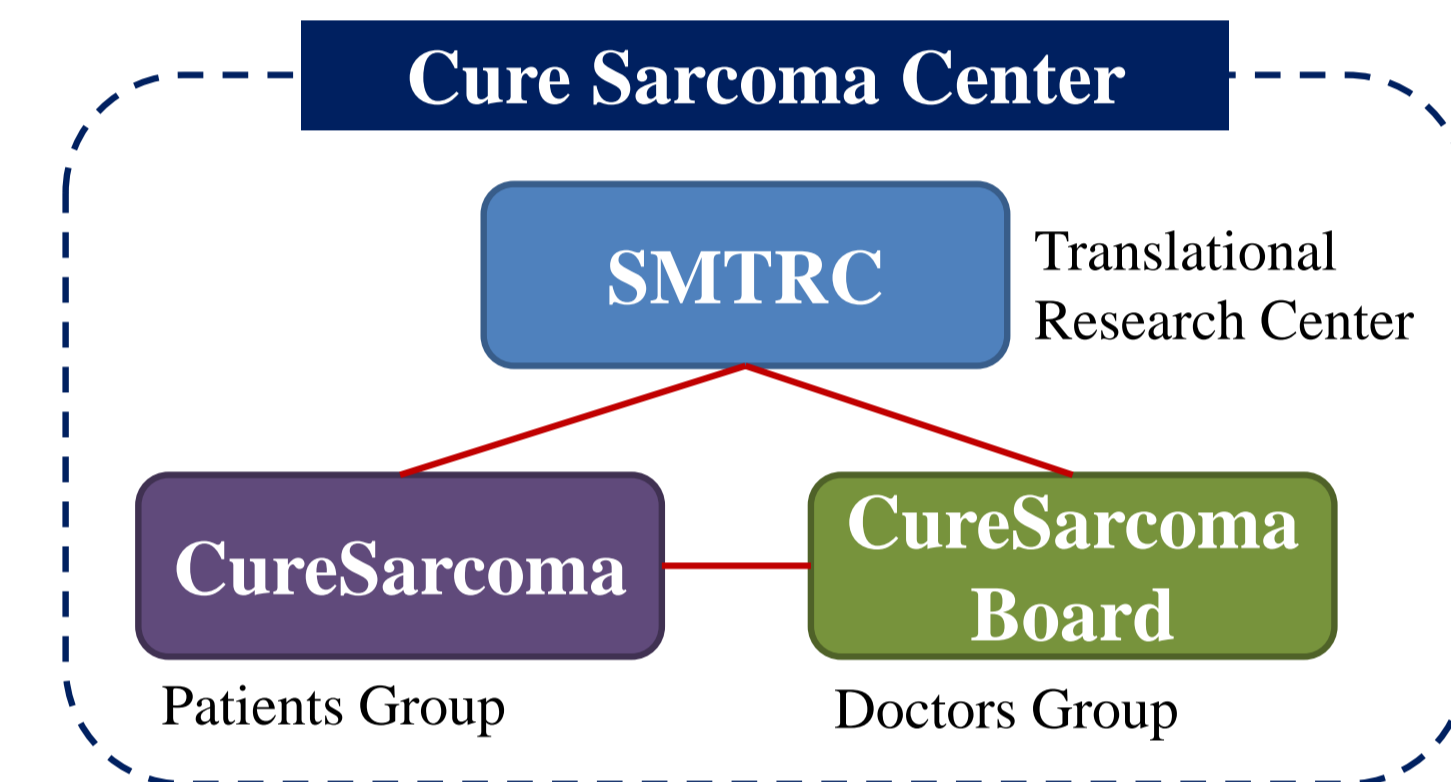 Cure Sarcoma Center
SMTRC
Translational
Research Center
CureSarcoma
Patients Group
CureSarcoma
Board
Doctors Group